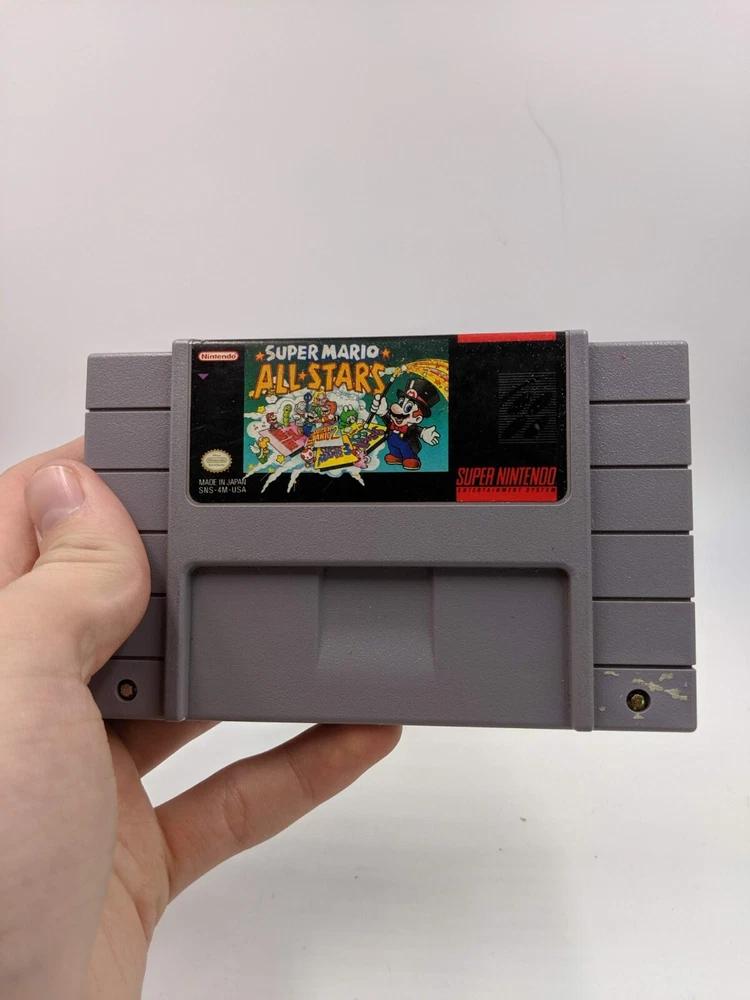 Nintendo
SUPER MARIO
ALL★STARS
MADE IN JAPAN
SNS-4M-USA
SUPER NINTENDO
ENTERTAINMENT SYSTEM